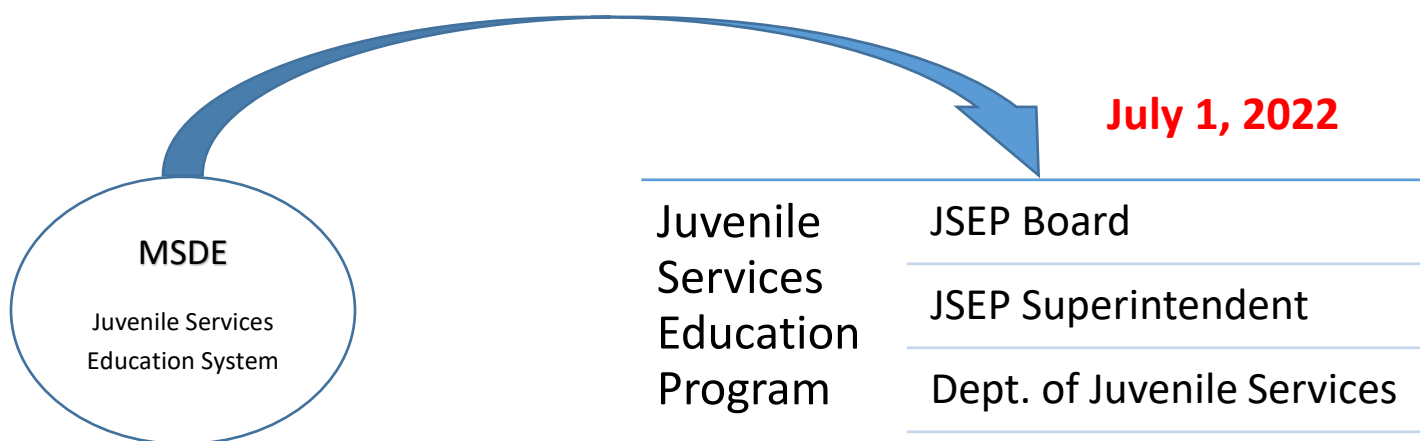 July 1, 2022
MSDE
Juvenile Services
Education System
Juvenile
Services
Education
Program
JSEP Board
JSEP Superintendent
Dept. of Juvenile Services